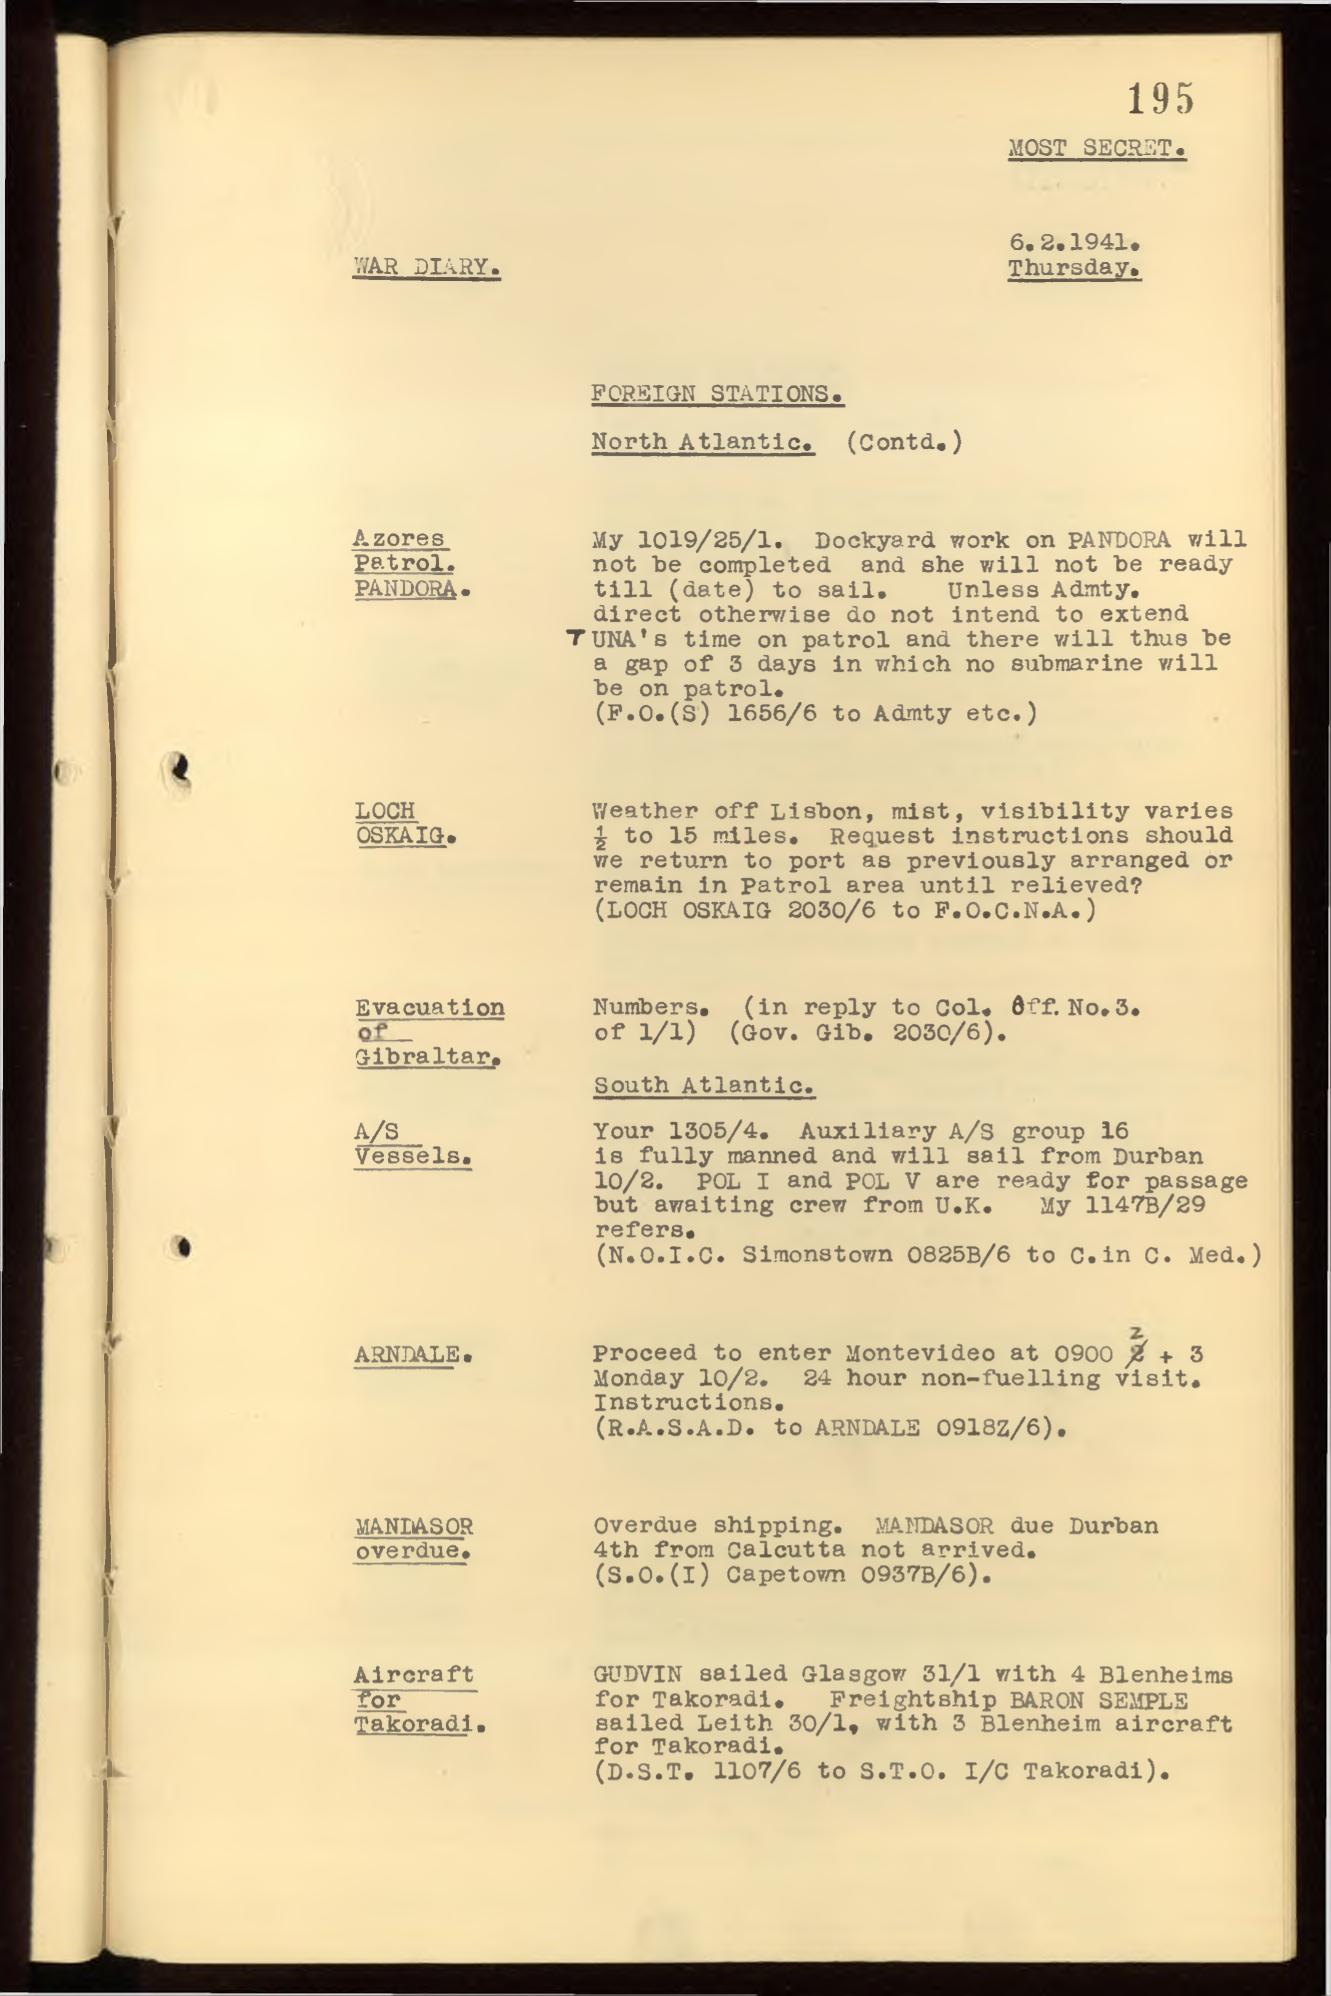 195
MOST SECRET.
6.2.1941.
WAR DIARY.
Thursday.
FOREIGN STATIONS.
North Atlantic. (Contd.)
Azores
Patrol.
PANDORA.
My 1019/25/1. Dockyard work on PANDORA will
not be completed and she will not be ready
till (date) to sail. Unless Admty.
direct otherwise do not intend to extend
TUNA's time on patrol and there will thus be
a gap of 3 days in which no submarine will
be on patrol.
(F.O.(S) 1656/6 to Admty etc.)
LOCH
OSKAIG.
Weather off Lisbon, mist, visibility varies
½ to 15 miles. Request instructions should
we return to port as previously arranged or
remain in Patrol area until relieved?
(LOCH OSKAIG 2030/6 to F.O.C.N.A.)
Evacuation
of
Gibraltar.
Numbers. (in reply to Col. Off. No.3.
of 1/1) (Gov. Gib. 2030/6).
South Atlantic.
A/S
Vessels.
Your 1305/4. Auxiliary A/S group 16
is fully manned and will sail from Durban
10/2. POL I and POL V are ready for passage
but awaiting crew from U.K. My 1147B/29
refers.
(N.O.I.C. Simonstown 0825B/6 to C.in C. Med.)
ARNDALE.
Proceed to enter Montevideo at 0900 Z + 3
Monday 10/2. 24 hour non-fuelling visit.
Instructions.
(R.A.S.A.D. to ARNDALE 0918Z/6).
MANDASOR
overdue.
Overdue shipping. MANDASOR due Durban
4th from Calcutta not arrived.
(S.O.(I) Capetown 0937B/6).
Aircraft
for
Takoradi.
GUDVIN sailed Glasgow 31/1 with 4 Blenheims
for Takoradi. Freightship BARON SEMPLE
sailed Leith 30/1, with 3 Blenheim aircraft
for Takoradi.
(D.S.T. 1107/6 to S.T.O. I/C Takoradi).